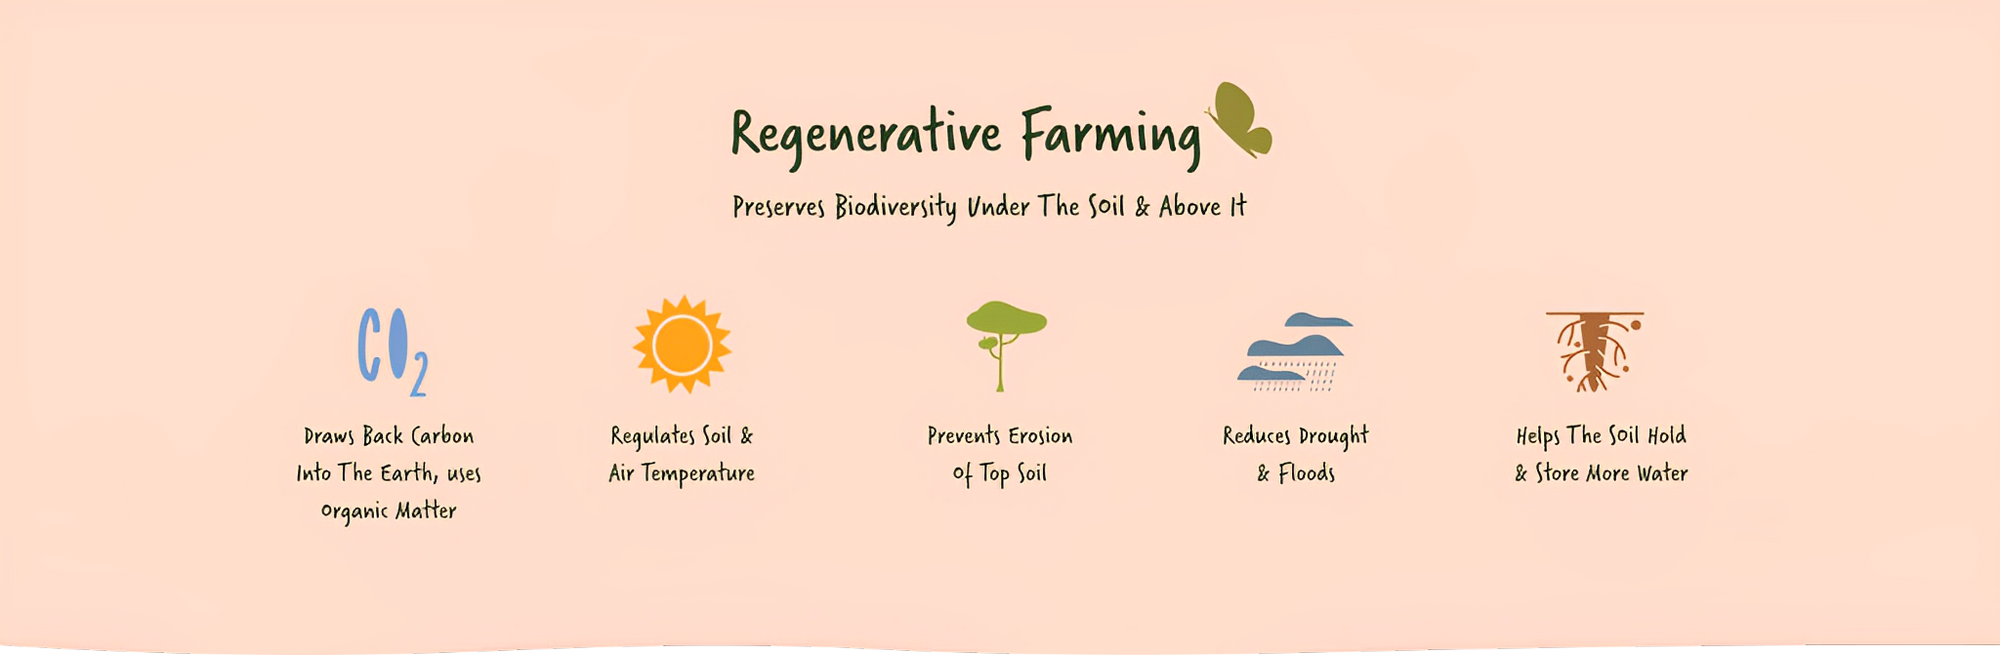 Regenerative Farming
Preserves Biodiversity Under The Soil & Above It
CO2
Draws Back Carbon
Into The Earth, uses
Organic Matter
Regulates Soil &
Air Temperature
Prevents Erosion
Of Top Soil
Reduces Drought
& Floods
Helps The Soil Hold
& Store More Water